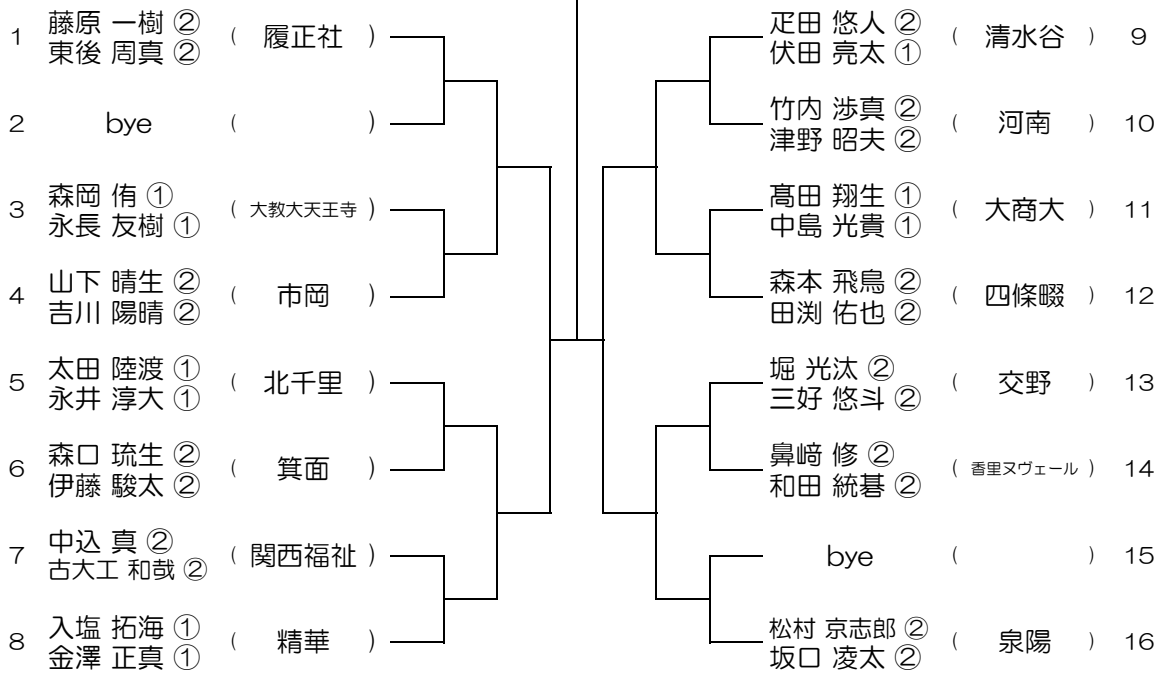 1 藤原 一樹 ② ( 履正社 )
東後 周真 ②
2 bye ( )
3 森岡 侑 ① ( 大教大天王寺 )
永長 友樹 ①
4 山下 晴生 ② ( 市岡 )
吉川 陽晴 ②
5 太田 陸渡 ① ( 北千里 )
永井 淳大 ①
6 森口 琉生 ② ( 箕面 )
伊藤 駿太 ②
7 中込 真 ② ( 関西福祉 )
古大工 和哉 ②
8 入塩 拓海 ① ( 精華 )
金澤 正真 ①
疋田 悠人 ② ( 清水谷 ) 9
伏田 亮太 ①
竹内 渉真 ② ( 河南 ) 10
津野 昭夫 ②
髙田 翔生 ① ( 大商大 ) 11
中島 光貴 ①
森本 飛鳥 ② ( 四條畷 ) 12
田渕 佑也 ②
堀 光汰 ② ( 交野 ) 13
三好 悠斗 ②
鼻﨑 修 ② ( 香里ヌヴェール ) 14
和田 統碁 ②
bye ( ) 15
松村 京志郎 ② ( 泉陽 ) 16
坂口 凌太 ②